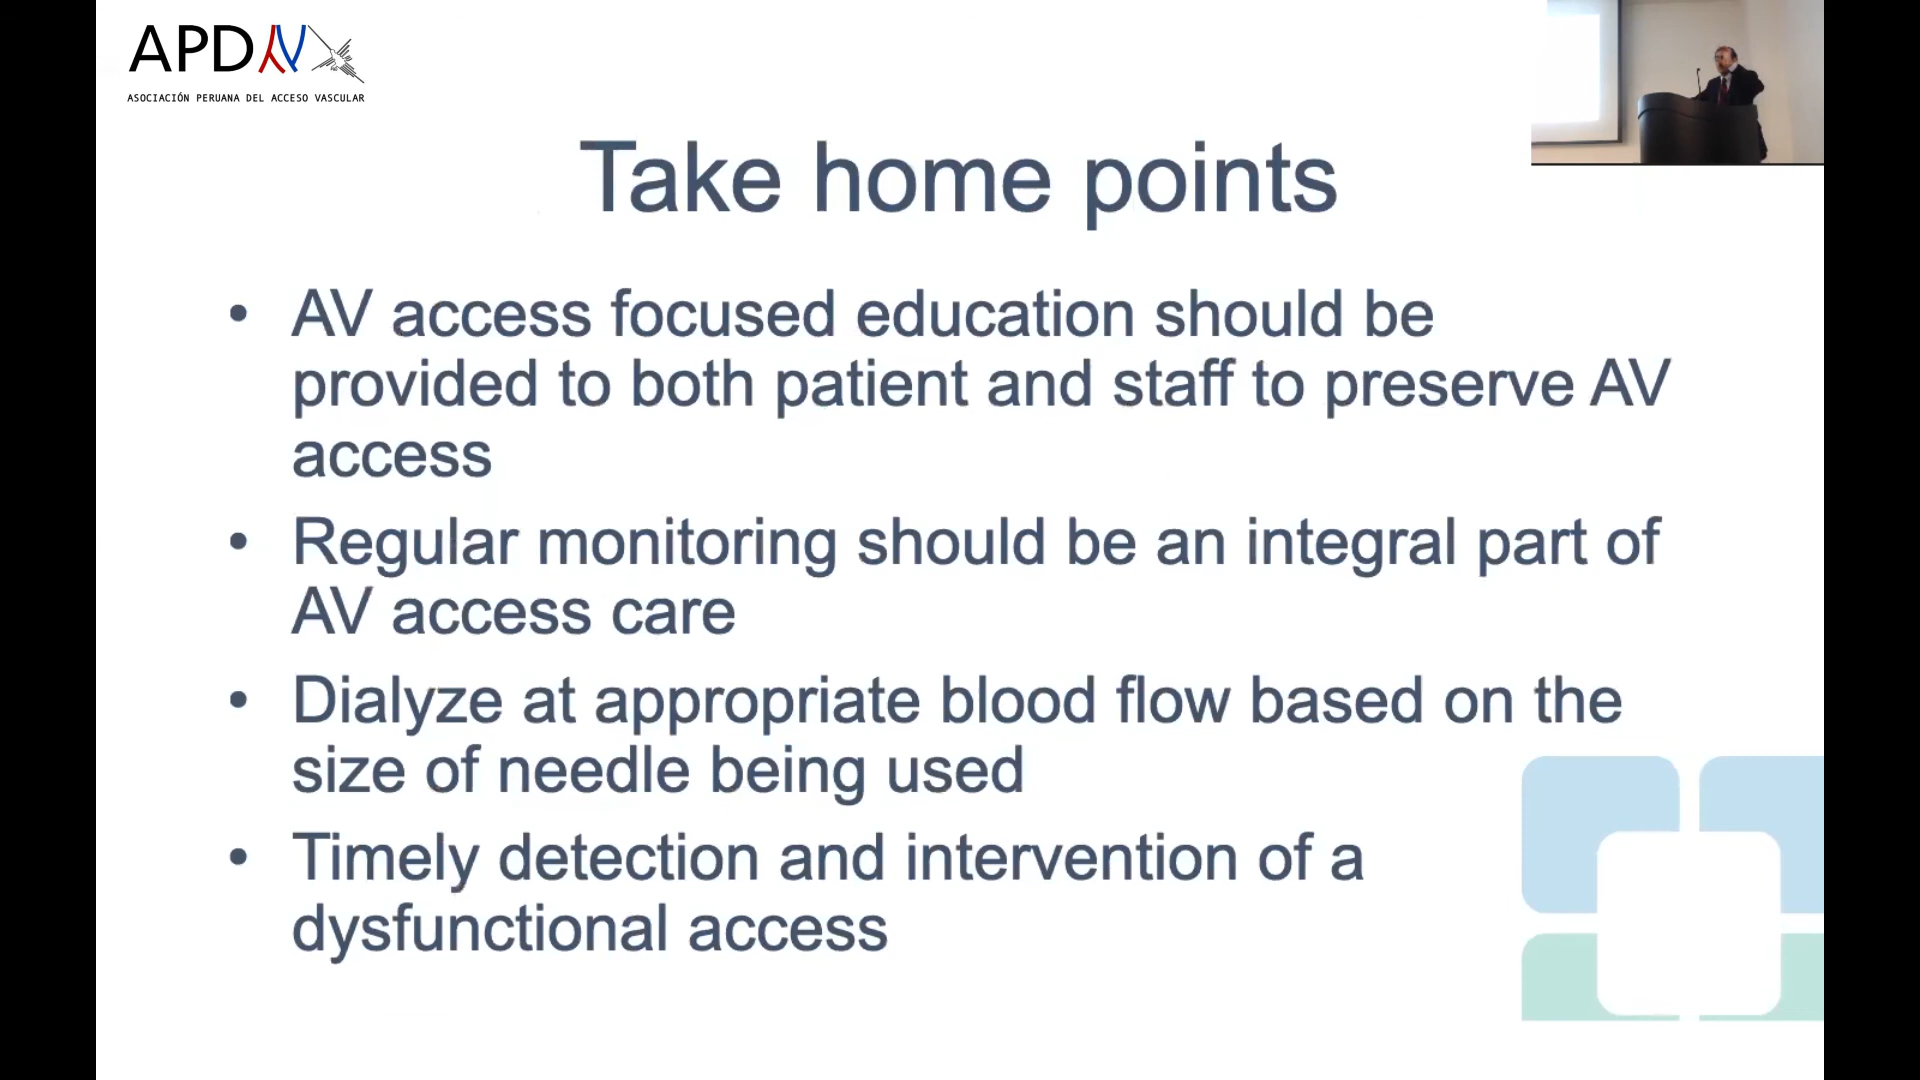 APDAV
ASOCIACIÓN PERUANA DEL ACCESO VASCULAR
Take home points
• AV access focused education should be
provided to both patient and staff to preserve AV
access
• Regular monitoring should be an integral part of
AV access care
• Dialyze at appropriate blood flow based on the
size of needle being used
• Timely detection and intervention of a
dysfunctional access